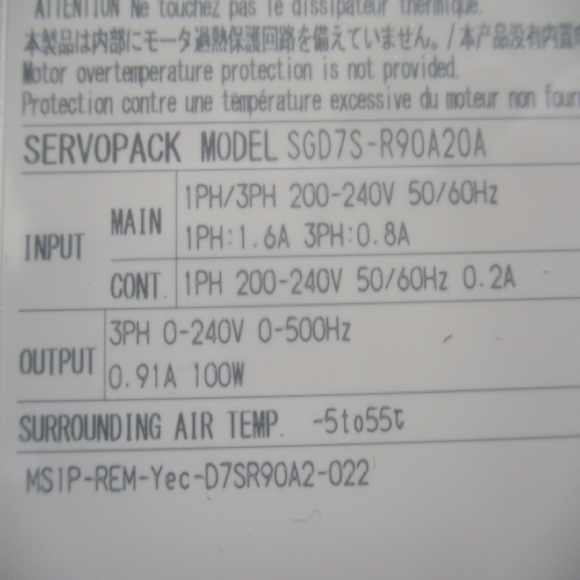 ATTENTION Ne touchez pas le dissipateur thermique.
本製品は内部にモータ過熱保護回路を備えていません。/本产品没有内置
Motor overtemperature protection is not provided.
Protection contre une température excessive du moteur non four
SERVOPACK MODEL SGD7S-R90A20A
INPUT
MAIN
1PH/3PH 200-240V 50/60Hz
1PH:1.6A 3PH:0.8A
CONT.
1PH 200-240V 50/60Hz 0.2A
OUTPUT
3PH 0-240V 0-500Hz
0.91A 100W
SURROUNDING AIR TEMP. -5to55℃
MSIP-REM-Yec-D7SR90A2-022